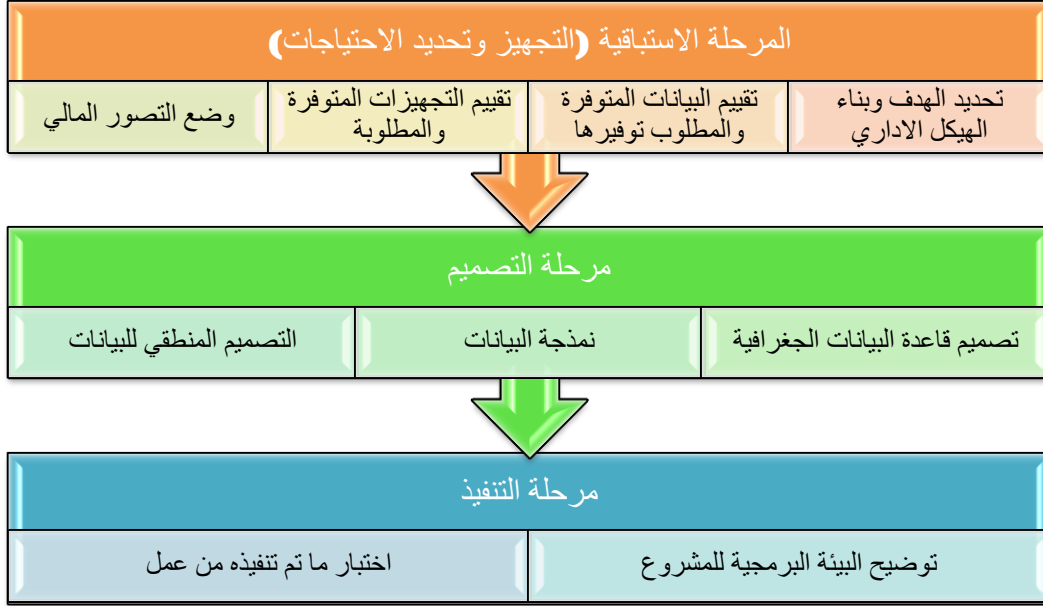 المرحلة الاستباقية (التجهيز وتحديد الاحتياجات)
تحديد الهدف وبناء
الهيكل الاداري
تقييم البيانات المتوفرة
والمطلوب توفيرها
تقييم التجهيزات المتوفرة
والمطلوبة
وضع التصور المالي
مرحلة التصميم
تصميم قاعدة البيانات الجغرافية
نمذجة البيانات
التصميم المنطقي للبيانات
مرحلة التنفيذ
توضيح البيئة البرمجية للمشروع
اختبار ما تم تنفيذه من عمل